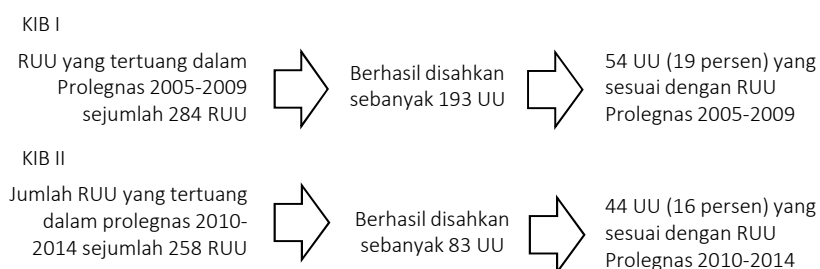 KIB I
RUU yang tertuang dalam
Prolegnas 2005-2009
sejumlah 284 RUU
Berhasil disahkan
sebanyak 193 UU
54 UU (19 persen) yang
sesuai dengan RUU
Prolegnas 2005-2009
KIB II
Jumlah RUU yang tertuang
dalam prolegnas 2010-
2014 sejumlah 258 RUU
Berhasil disahkan
sebanyak 83 UU
44 UU (16 persen) yang
sesuai dengan RUU
Prolegnas 2010-2014